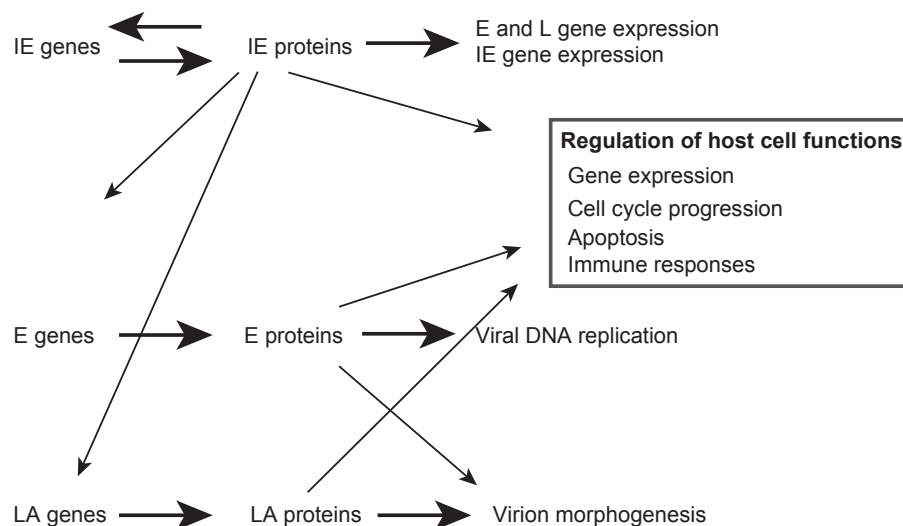 IE genes
IE proteins
E and L gene expression
IE gene expression
Regulation of host cell functions
Gene expression
Cell cycle progression
Apoptosis
Immune responses
E genes
E proteins
Viral DNA replication
LA genes
LA proteins
Virion morphogenesis